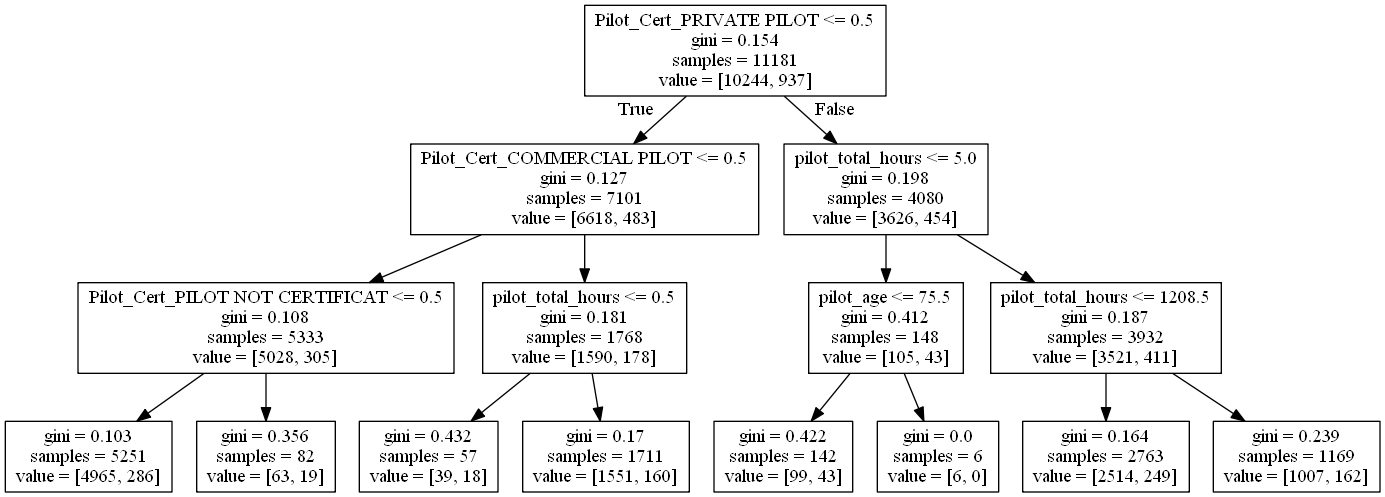 Pilot_Cert_PRIVATE PILOT <= 0.5
gini = 0.154
samples = 11181
value = [10244, 937]
True
False
Pilot_Cert_COMMERCIAL PILOT <= 0.5
gini = 0.127
samples = 7101
value = [6618, 483]
pilot_total_hours <= 5.0
gini = 0.198
samples = 4080
value = [3626, 454]
Pilot_Cert_PILOT NOT CERTIFICAT <= 0.5
gini = 0.108
samples = 5333
value = [5028, 305]
pilot_total_hours <= 0.5
gini = 0.181
samples = 1768
value = [1590, 178]
pilot_age <= 75.5
gini = 0.412
samples = 148
value = [105, 43]
pilot_total_hours <= 1208.5
gini = 0.187
samples = 3932
value = [3521, 411]
gini = 0.103
samples = 5251
value = [4965, 286]
gini = 0.356
samples = 82
value = [63, 19]
gini = 0.432
samples = 57
value = [39, 18]
gini = 0.17
samples = 1711
value = [1551, 160]
gini = 0.422
samples = 142
value = [99, 43]
gini = 0.0
samples = 6
value = [6, 0]
gini = 0.164
samples = 2763
value = [2514, 249]
gini = 0.239
samples = 1169
value = [1007, 162]